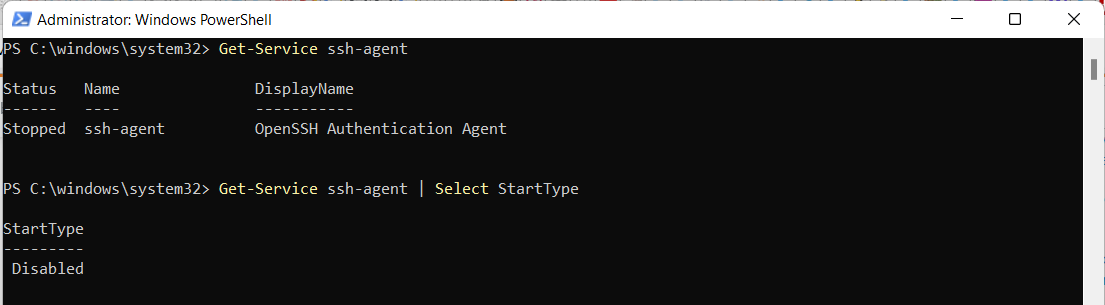 Administrator: Windows PowerShell
PS C:\windows\system32> Get-Service ssh-agent
Status   Name               DisplayName
------   ----               -----------
Stopped  ssh-agent          OpenSSH Authentication Agent
PS C:\windows\system32> Get-Service ssh-agent | Select StartType
StartType
---------
 Disabled